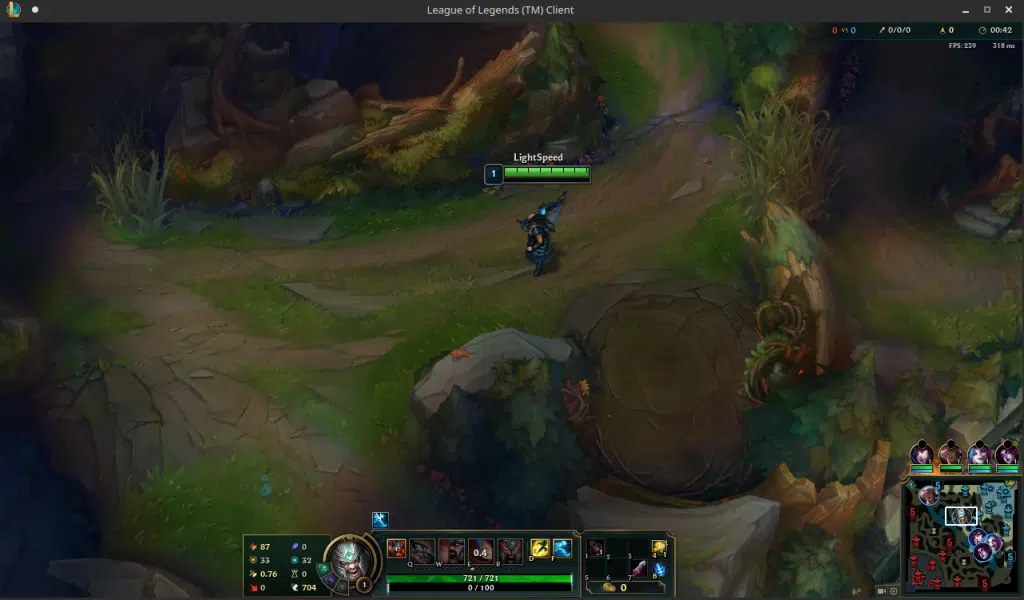 League of Legends (TM) Client
0 vs 0 0/0/0 0 00:42
FPS: 239 318 ms
LightSpeed
1
87 0
33 32
0.76 0
0 704
1
0.4
Q W R D F
721 / 721
0 / 100
2 3
5 6 7 B
0